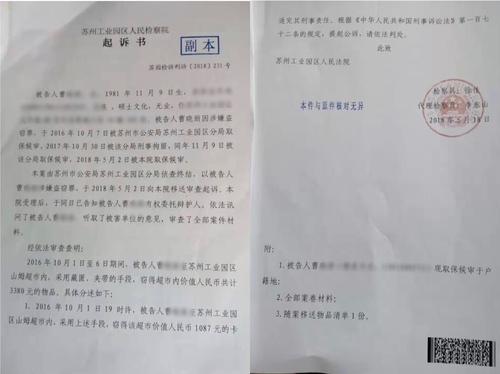 苏州工业园区人民检察院
起诉书
副本
苏园检诉刑诉〔2018〕231号
被告人曹 ，1981年11月9日生，
，硕士文化，无业，
。被告人曹晓 因涉嫌盗
窃罪，于2016年10月7日被苏州市公安局苏州工业园区分局取
保候审，2017年10月30日被该分局刑事拘留，同年11月9日被
该分局取保候审，2018年5月2日被本院取保候审。
本案由苏州市公安局苏州工业园区分局侦查终结，以被告人
曹 涉嫌盗窃罪，于2018年5月2日向本院移送审查起诉。本
院受理后，于同日已告知被告人曹 有权委托辩护人，依法讯
问了被告人曹 ，听取了被害单位的意见，审查了全部案件材
料。
经依法审查查明：
2016年10月1日至6日期间，被告人曹 在苏州工业园区
山姆超市内，采用藏匿、夹带的手段，窃得超市内价值人民币共计
3380元的物品。具体分述如下：
1、2016年10月1日19时许，被告人曹 至苏州工业园
区山姆超市内，采用上述手段，窃得该超市价值人民币1087元的卡
追究其刑事责任。根据《中华人民共和国刑事诉讼法》第一百七
十二条的规定，提起公诉，请依法判处。
此致
苏州工业园区人民法院
检察员：徐佳
代理检察员：李忠山
2018年5月18日
本件与原件核对无异
附：
1、被告人曹 现取保候审于户
籍地；
2、全部案卷材料；
3、随案移送物品清单1份。